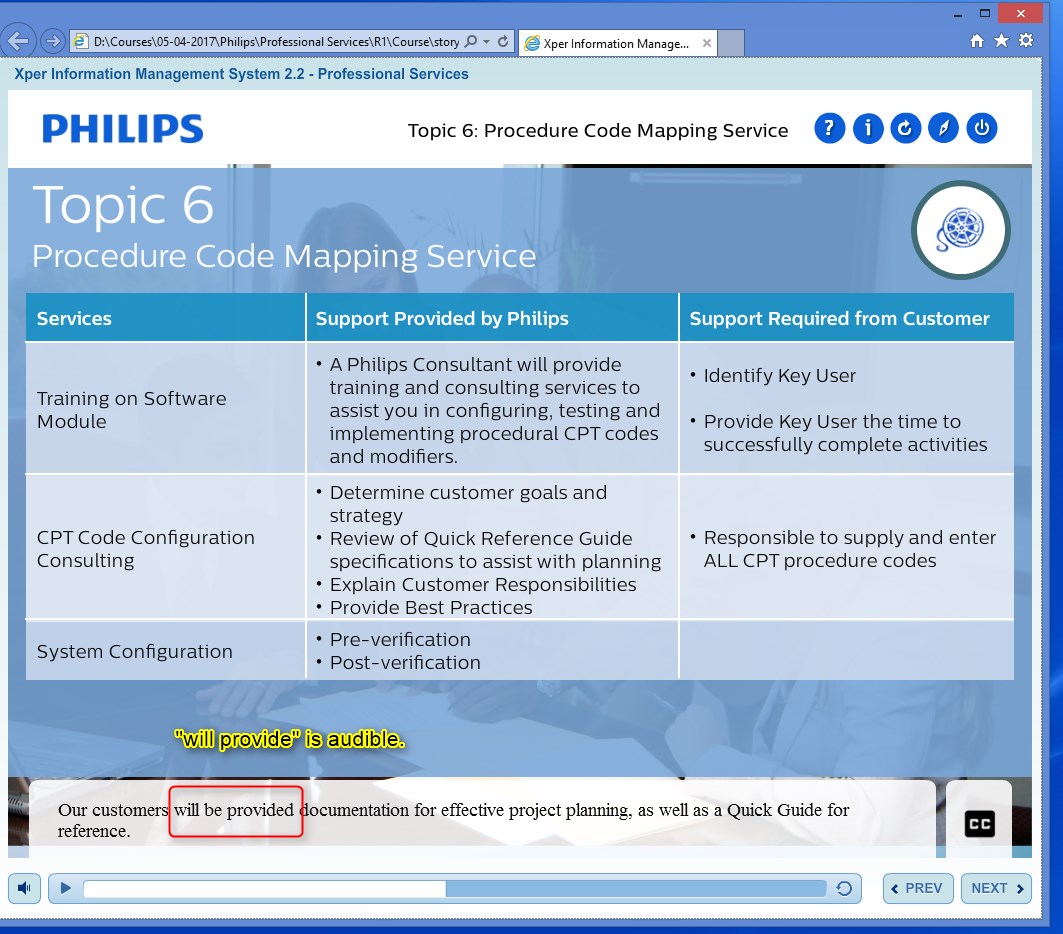 D:\Courses\05-04-2017\Philips\Professional Services\R1\Course\story
Xper Information Manage...
Xper Information Management System 2.2 - Professional Services
PHILIPS
Topic 6: Procedure Code Mapping Service
Topic 6
Procedure Code Mapping Service
Services
Support Provided by Philips
Support Required from Customer
Training on Software
Module
• A Philips Consultant will provide
training and consulting services to
assist you in configuring, testing and
implementing procedural CPT codes
and modifiers.
• Identify Key User
• Provide Key User the time to
successfully complete activities
CPT Code Configuration
Consulting
• Determine customer goals and
strategy
• Review of Quick Reference Guide
specifications to assist with planning
• Explain Customer Responsibilities
• Provide Best Practices
• Responsible to supply and enter
ALL CPT procedure codes
System Configuration
• Pre-verification
• Post-verification
"will provide" is audible.
Our customers will be provided documentation for effective project planning, as well as a Quick Guide for
reference.
CC
PREV
NEXT